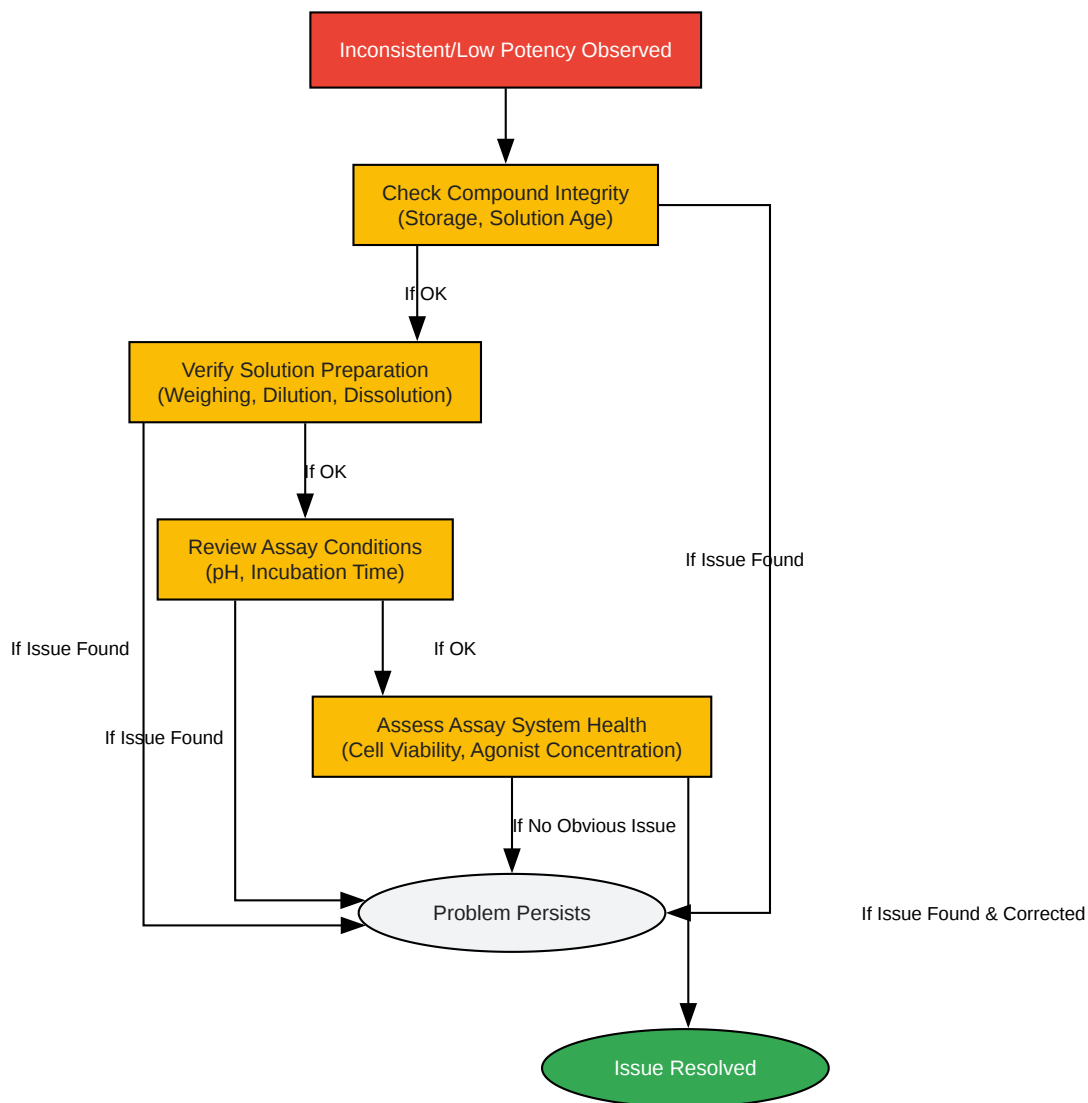 Inconsistent/Low Potency Observed
Check Compound Integrity
(Storage, Solution Age)
If OK
Verify Solution Preparation
(Weighing, Dilution, Dissolution)
If OK
Review Assay Conditions
(pH, Incubation Time)
If Issue Found
If Issue Found
If OK
Assess Assay System Health
(Cell Viability, Agonist Concentration)
If Issue Found
If No Obvious Issue
Problem Persists
If Issue Found & Corrected
Issue Resolved